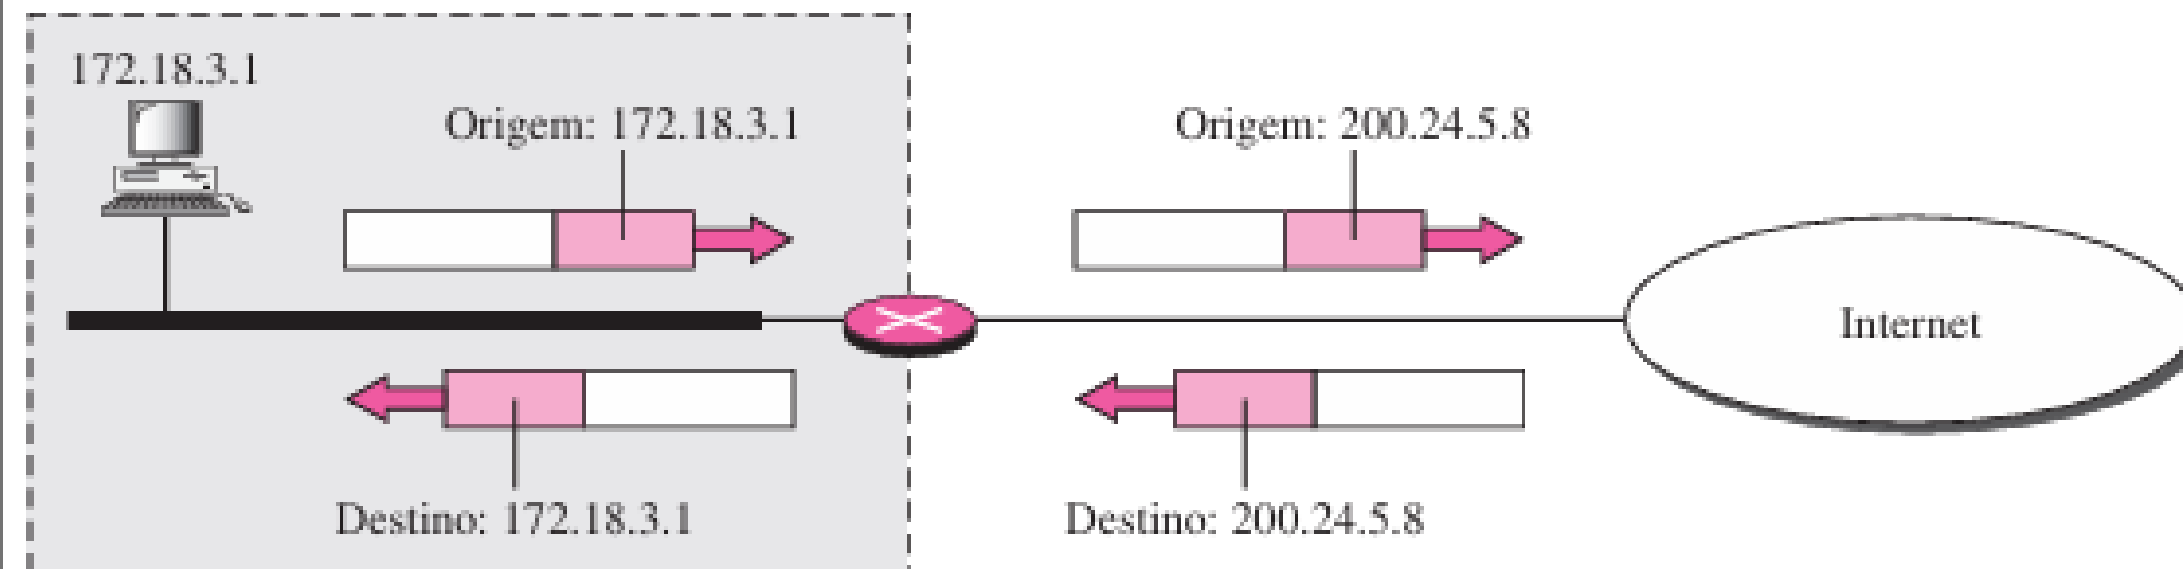 172.18.3.1
Origem: 172.18.3.1
Origem: 200.24.5.8
Internet
Destino: 172.18.3.1
Destino: 200.24.5.8